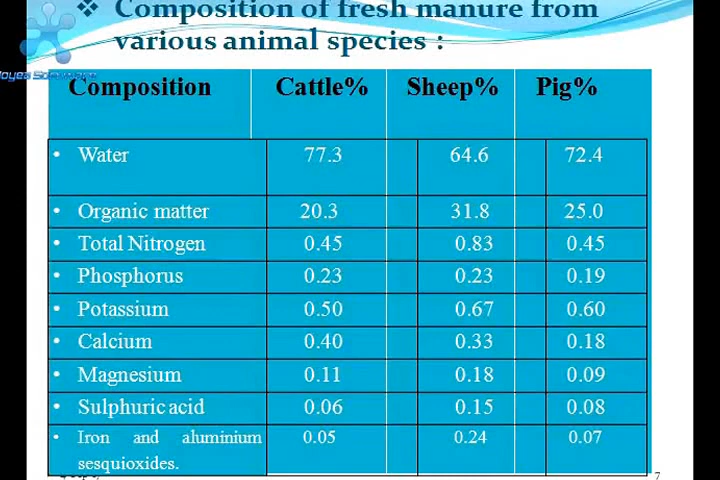 ❖ Composition of fresh manure from
various animal species :
Composition Cattle% Sheep% Pig%
• Water 77.3 64.6 72.4
• Organic matter 20.3 31.8 25.0
• Total Nitrogen 0.45 0.83 0.45
• Phosphorus 0.23 0.23 0.19
• Potassium 0.50 0.67 0.60
• Calcium 0.40 0.33 0.18
• Magnesium 0.11 0.18 0.09
• Sulphuric acid 0.06 0.15 0.08
• Iron and aluminium 0.05 0.24 0.07
sesquioxides.
7